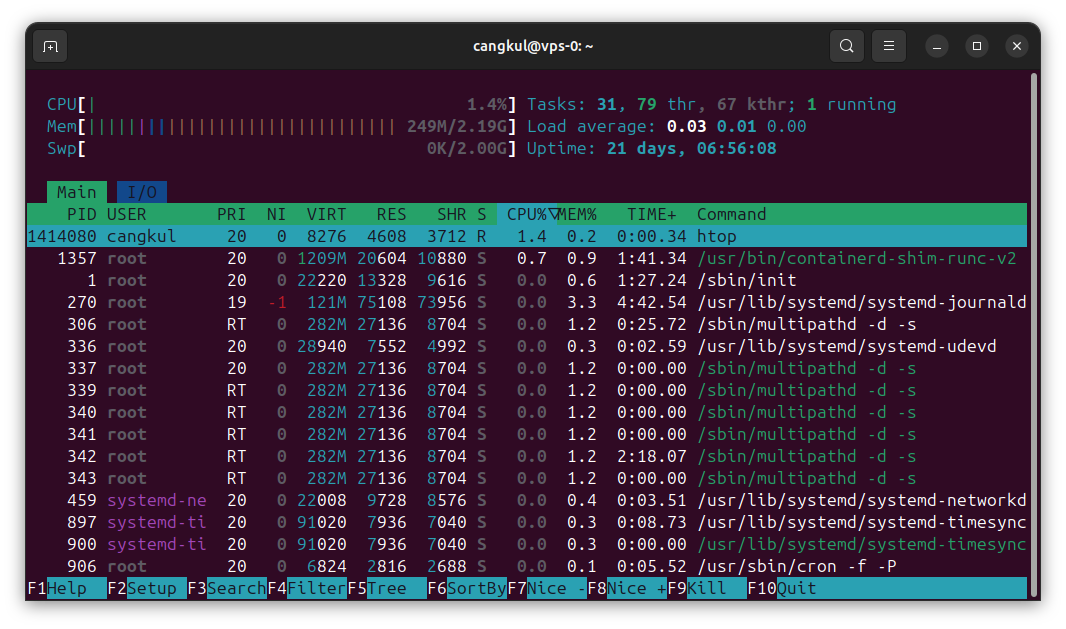 cangkul@vps-0: ~
CPU[| 1.4%] Tasks: 31, 79 thr, 67 kthr; 1 running
Mem[||||||||||||||||||||||||||||||| 249M/2.19G] Load average: 0.03 0.01 0.00
Swp[ 0K/2.00G] Uptime: 21 days, 06:56:08
Main I/O
PID USER PRI NI VIRT RES SHR S CPU%▽MEM% TIME+ Command
1414080 cangkul 20 0 8276 4608 3712 R 1.4 0.2 0:00.34 htop
1357 root 20 0 1209M 20604 10880 S 0.7 0.9 1:41.34 /usr/bin/containerd-shim-runc-v2
1 root 20 0 22220 13328 9616 S 0.0 0.6 1:27.24 /sbin/init
270 root 19 -1 121M 75108 73956 S 0.0 3.3 4:42.54 /usr/lib/systemd/systemd-journald
306 root RT 0 282M 27136 8704 S 0.0 1.2 0:25.72 /sbin/multipathd -d -s
336 root 20 0 28940 7552 4992 S 0.0 0.3 0:02.59 /usr/lib/systemd/systemd-udevd
337 root 20 0 282M 27136 8704 S 0.0 1.2 0:00.00 /sbin/multipathd -d -s
339 root RT 0 282M 27136 8704 S 0.0 1.2 0:00.00 /sbin/multipathd -d -s
340 root RT 0 282M 27136 8704 S 0.0 1.2 0:00.00 /sbin/multipathd -d -s
341 root RT 0 282M 27136 8704 S 0.0 1.2 0:00.00 /sbin/multipathd -d -s
342 root RT 0 282M 27136 8704 S 0.0 1.2 2:18.07 /sbin/multipathd -d -s
343 root RT 0 282M 27136 8704 S 0.0 1.2 0:00.00 /sbin/multipathd -d -s
459 systemd-ne 20 0 22008 9728 8576 S 0.0 0.4 0:03.51 /usr/lib/systemd/systemd-networkd
897 systemd-ti 20 0 91020 7936 7040 S 0.0 0.3 0:08.73 /usr/lib/systemd/systemd-timesync
900 systemd-ti 20 0 91020 7936 7040 S 0.0 0.3 0:00.00 /usr/lib/systemd/systemd-timesync
906 root 20 0 6824 2816 2688 S 0.0 0.1 0:05.52 /usr/sbin/cron -f -P
F1Help F2Setup F3SearchF4FilterF5Tree F6SortByF7Nice -F8Nice +F9Kill F10Quit